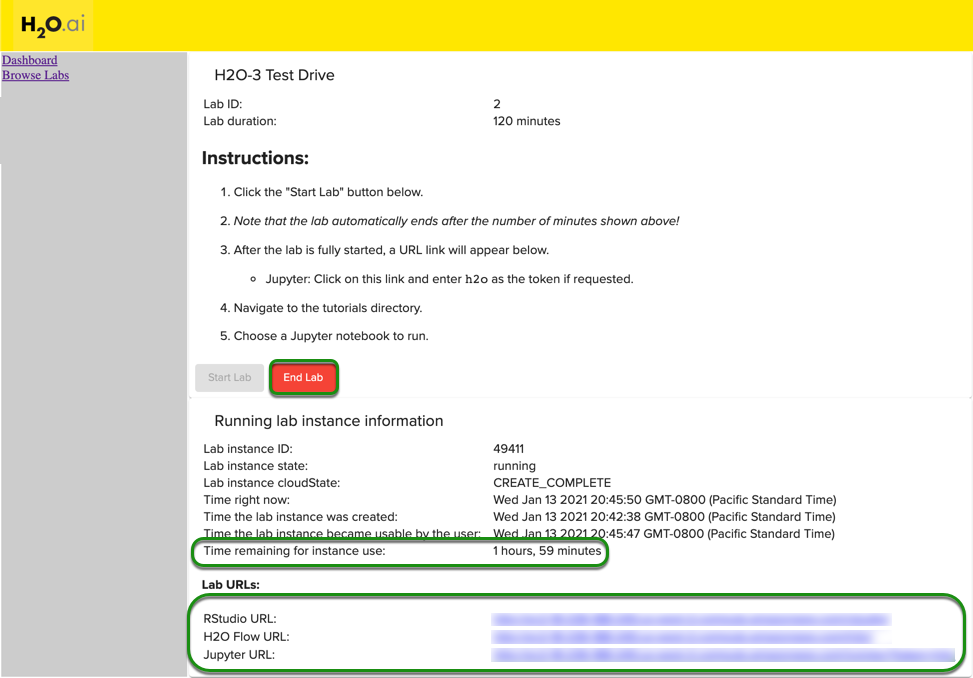 H2O.ai
Dashboard
Browse Labs
H2O-3 Test Drive
Lab ID: 2
Lab duration: 120 minutes
Instructions:
1. Click the "Start Lab" button below.
2. Note that the lab automatically ends after the number of minutes shown above!
3. After the lab is fully started, a URL link will appear below.
Jupyter: Click on this link and enter h2o as the token if requested.
4. Navigate to the tutorials directory.
5. Choose a Jupyter notebook to run.
Start Lab End Lab
Running lab instance information
Lab instance ID: 49411
Lab instance state: running
Lab instance cloudState: CREATE_COMPLETE
Time right now: Wed Jan 13 2021 20:45:50 GMT-0800 (Pacific Standard Time)
Time the lab instance was created: Wed Jan 13 2021 20:42:38 GMT-0800 (Pacific Standard Time)
Time the lab instance became usable by the user: Wed Jan 13 2021 20:45:47 GMT-0800 (Pacific Standard Time)
Time remaining for instance use: 1 hours, 59 minutes
Lab URLs:
RStudio URL:
H2O Flow URL:
Jupyter URL: